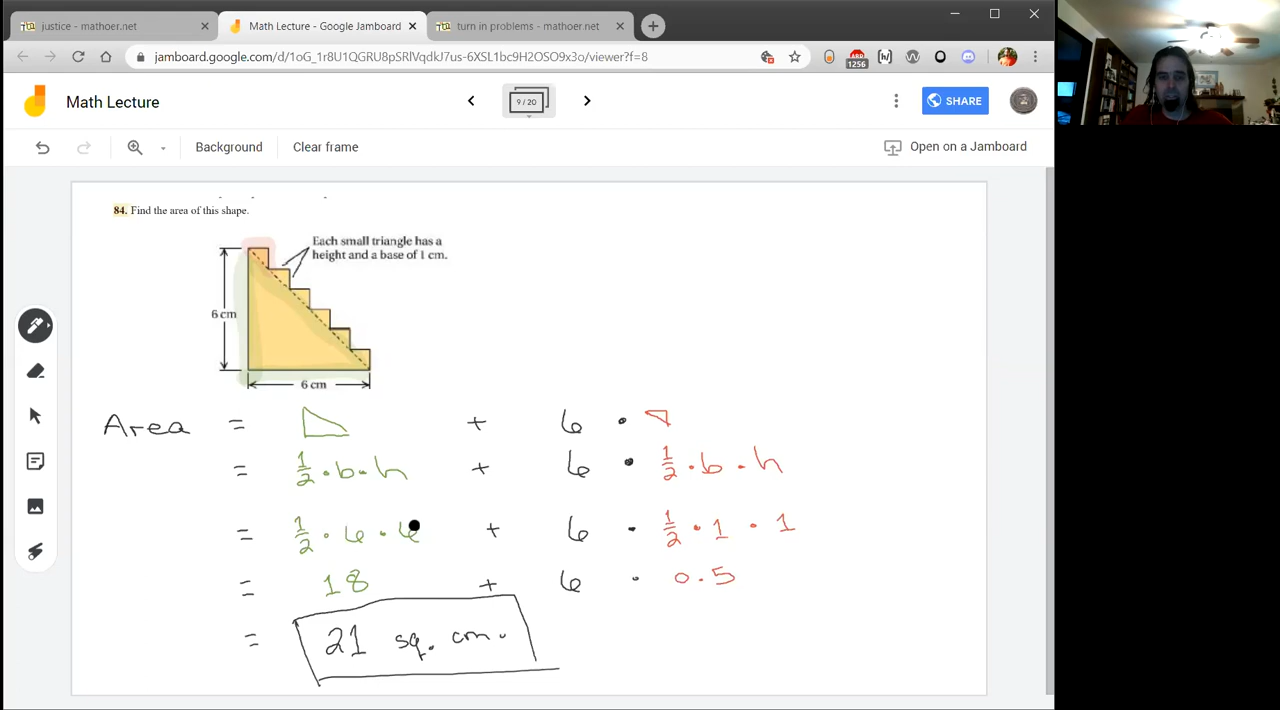 justice - mathoer.net
Math Lecture - Google Jamboard
turn in problems - mathoer.net
jamboard.google.com/d/1oG_1r8U1QGRU8pSRlVqdkIJ7us-6XSL1bc9H2OSO9x3o/viewer?f=8
1256
Math Lecture
9 / 20
SHARE
Background
Clear frame
Open on a Jamboard
84. Find the area of this shape.
Each small triangle has a
height and a base of 1 cm.
6 cm
6 cm
Area = + 6 ·
= 1/2 · b · h + 6 · 1/2 · b · h
= 1/2 · 6 · 6 + 6 · 1/2 · 1 · 1
= 18 + 6 · 0.5
= 21 sq. cm.